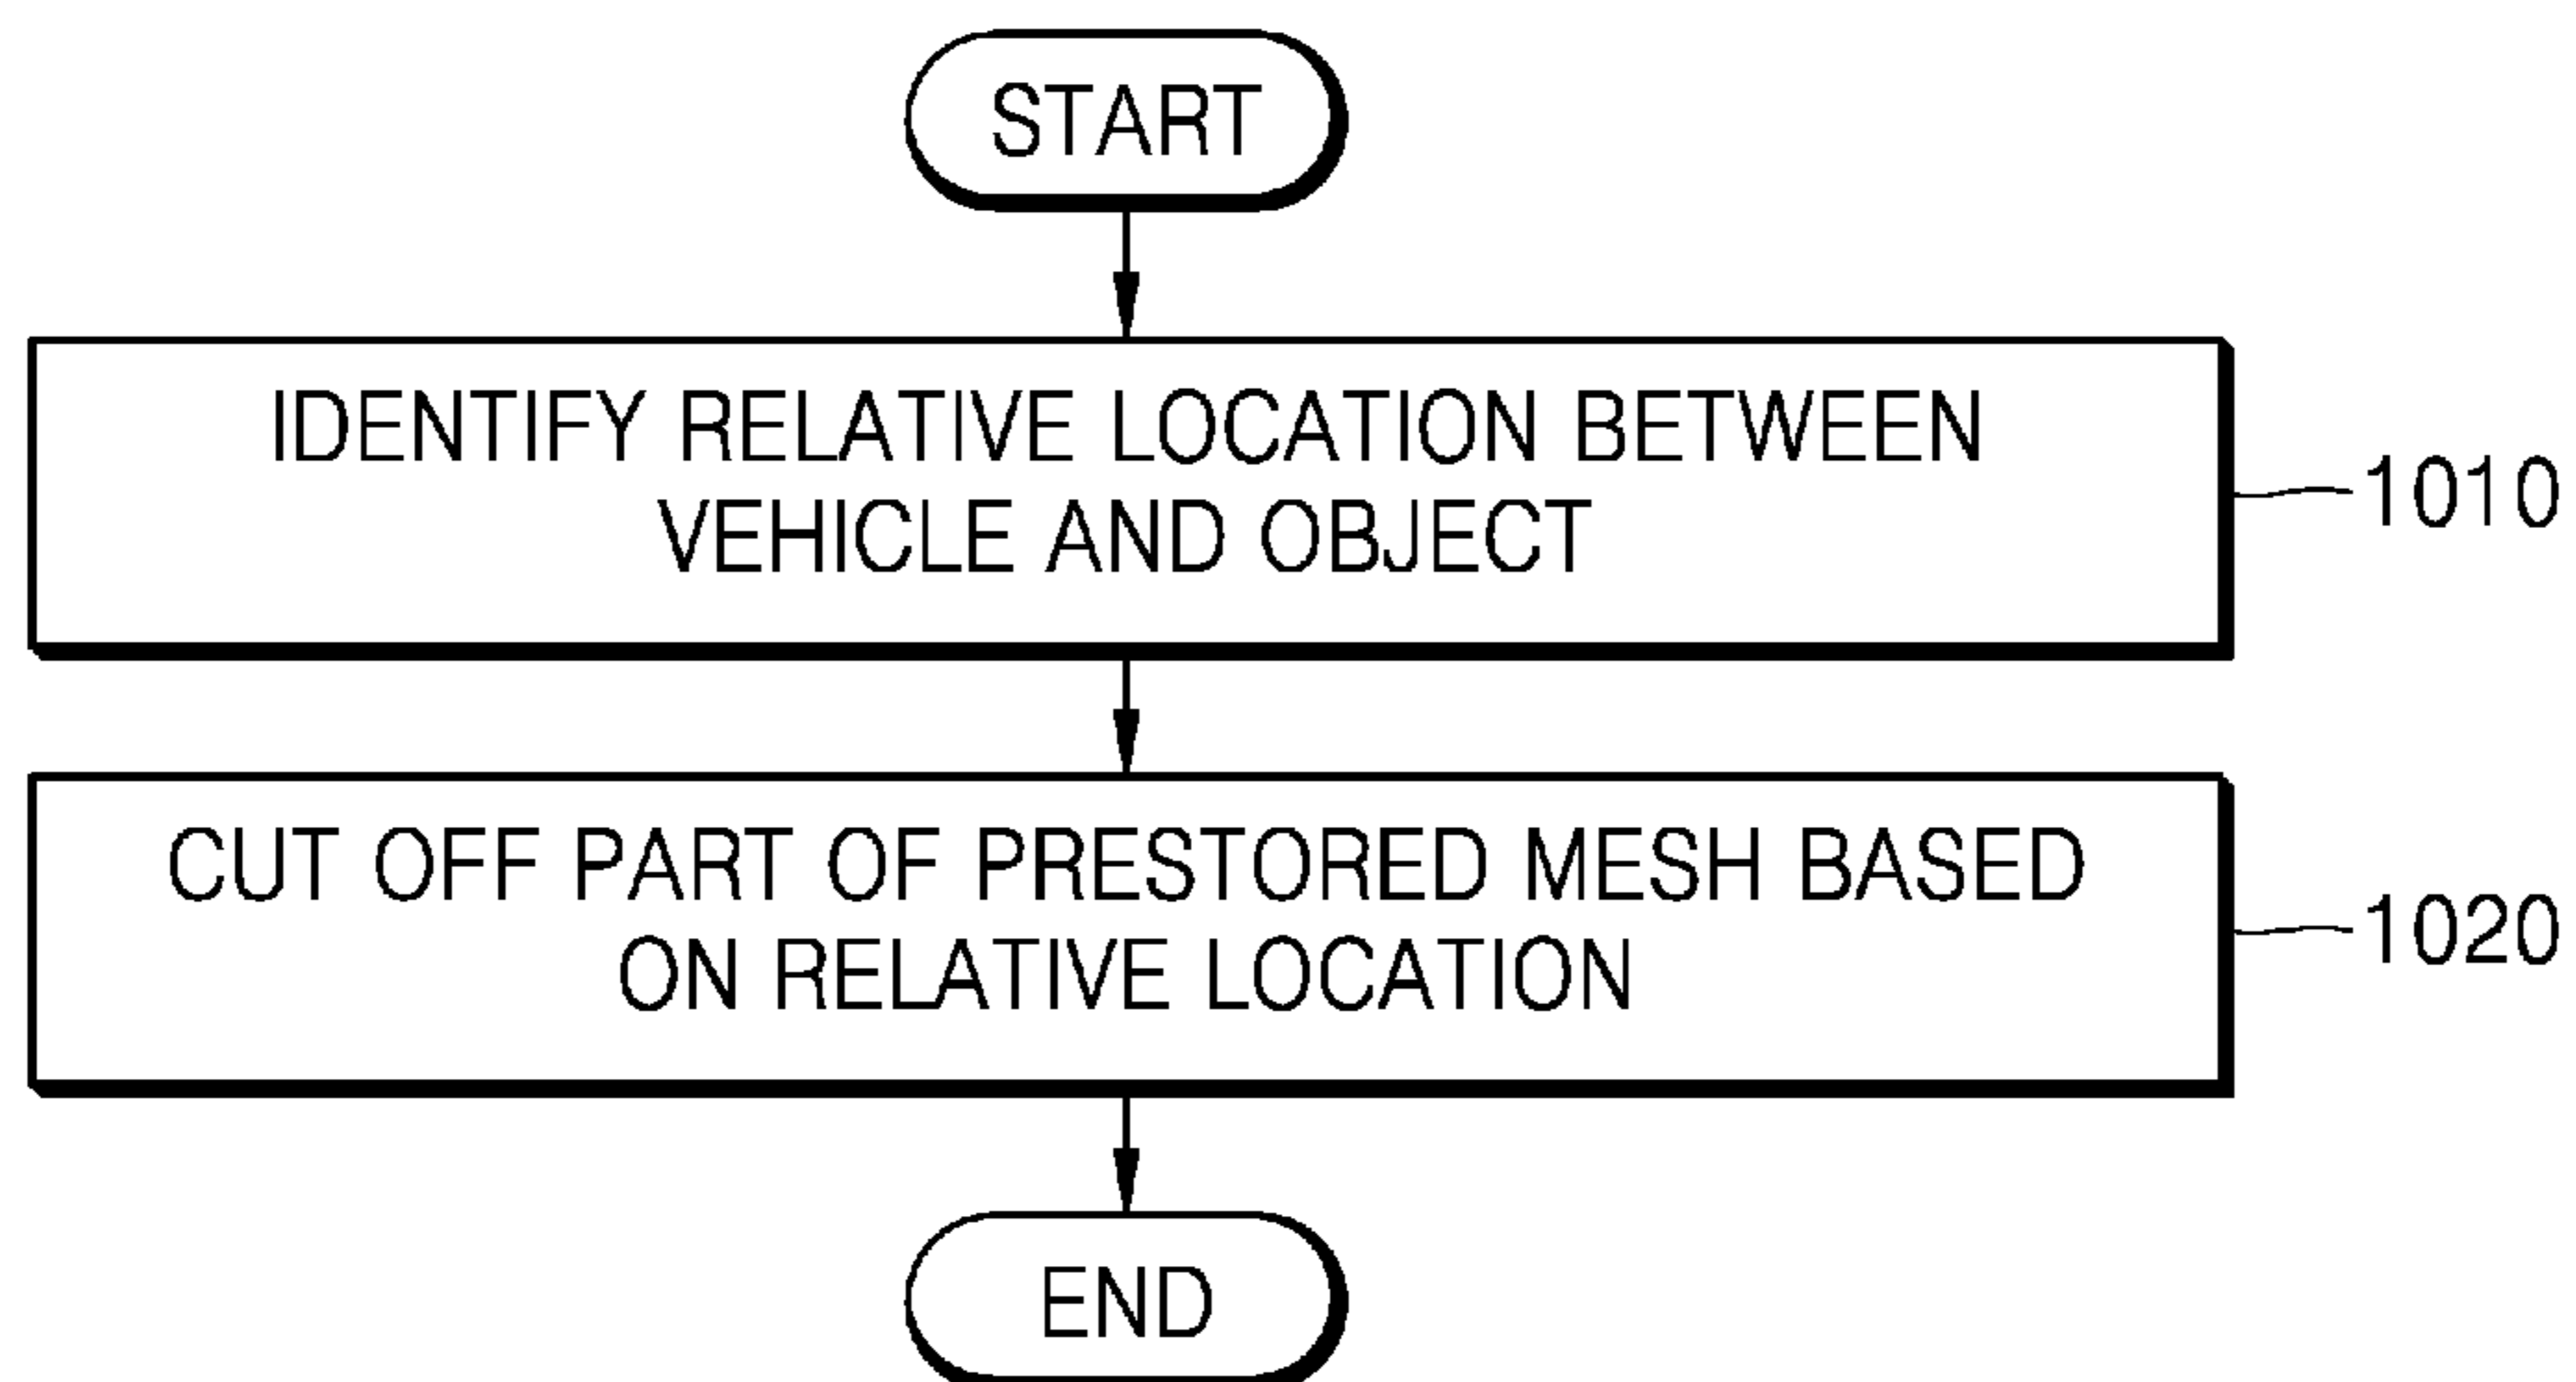 START
IDENTIFY RELATIVE LOCATION BETWEEN
VEHICLE AND OBJECT
1010
CUT OFF PART OF PRESTORED MESH BASED
ON RELATIVE LOCATION
1020
END